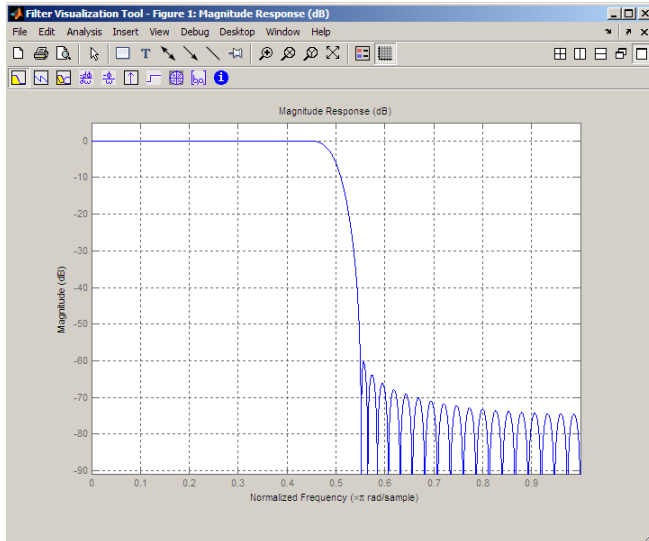 Filter Visualization Tool - Figure 1: Magnitude Response (dB)
File Edit Analysis Insert View Debug Desktop Window Help
T
Magnitude Response (dB)
Magnitude (dB)
0
-10
-20
-30
-40
-50
-60
-70
-80
-90
0 0.1 0.2 0.3 0.4 0.5 0.6 0.7 0.8 0.9
Normalized Frequency (×π rad/sample)